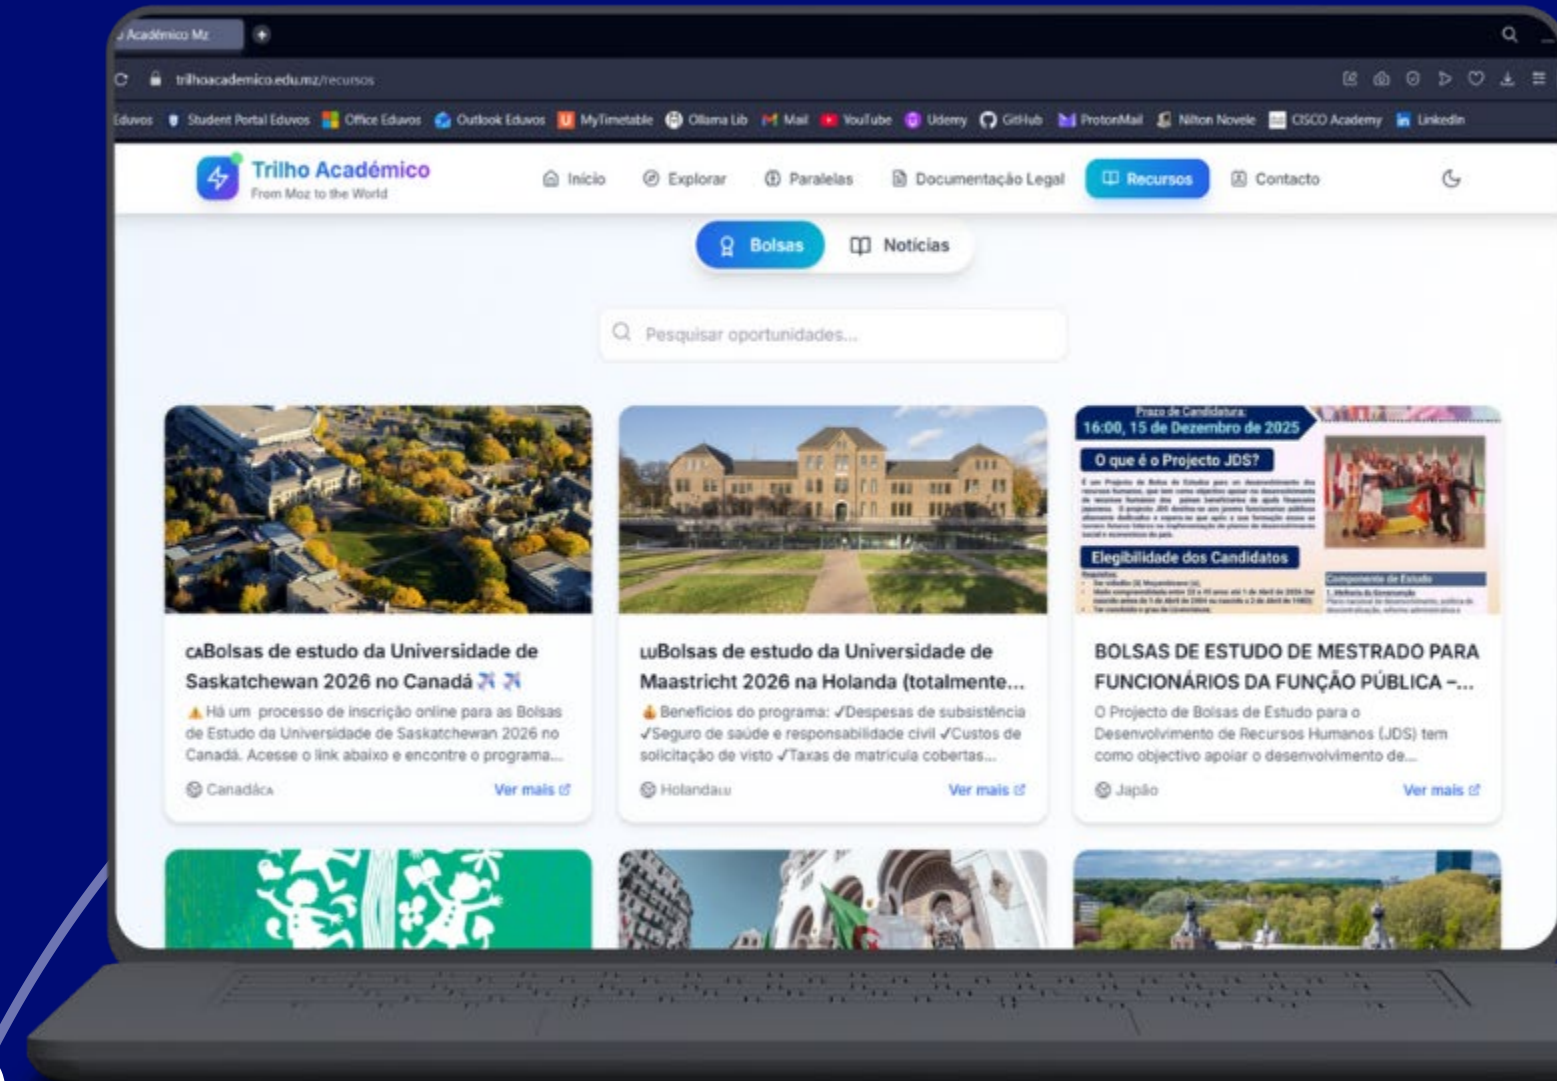 Académico Mz
trilhoacademico.edu.mz/recursos
Eduvos Student Portal Eduvos Office Eduvos Outlook Eduvos MyTimetable Ollama Lib Mail YouTube Udemy GitHub ProtonMail Nilton Novele CISCO Academy LinkedIn
Trilho Académico
From Moz to the World
Início Explorar Paralelas Documentação Legal Recursos Contacto
Bolsas Notícias
Pesquisar oportunidades...
Prazo de Candidatura:
16:00, 15 de Dezembro de 2025
O que é o Projecto JDS?
Elegibilidade dos Candidatos
Componente de Estudo
CABolsas de estudo da Universidade de
Saskatchewan 2026 no Canadá ✈️ ✈️
⚠️ Há um processo de inscrição online para as Bolsas
de Estudo da Universidade de Saskatchewan 2026 no
Canadá. Acesse o link abaixo e encontre o programa...
CanadáCA Ver mais
LUBolsas de estudo da Universidade de
Maastricht 2026 na Holanda (totalmente...
💰 Benefícios do programa: ✓Despesas de subsistência
✓Seguro de saúde e responsabilidade civil ✓Custos de
solicitação de visto ✓Taxas de matrícula cobertas...
HolandaLU Ver mais
BOLSAS DE ESTUDO DE MESTRADO PARA
FUNCIONÁRIOS DA FUNÇÃO PÚBLICA –...
O Projecto de Bolsas de Estudo para o
Desenvolvimento de Recursos Humanos (JDS) tem
como objectivo apoiar o desenvolvimento de...
Japão Ver mais